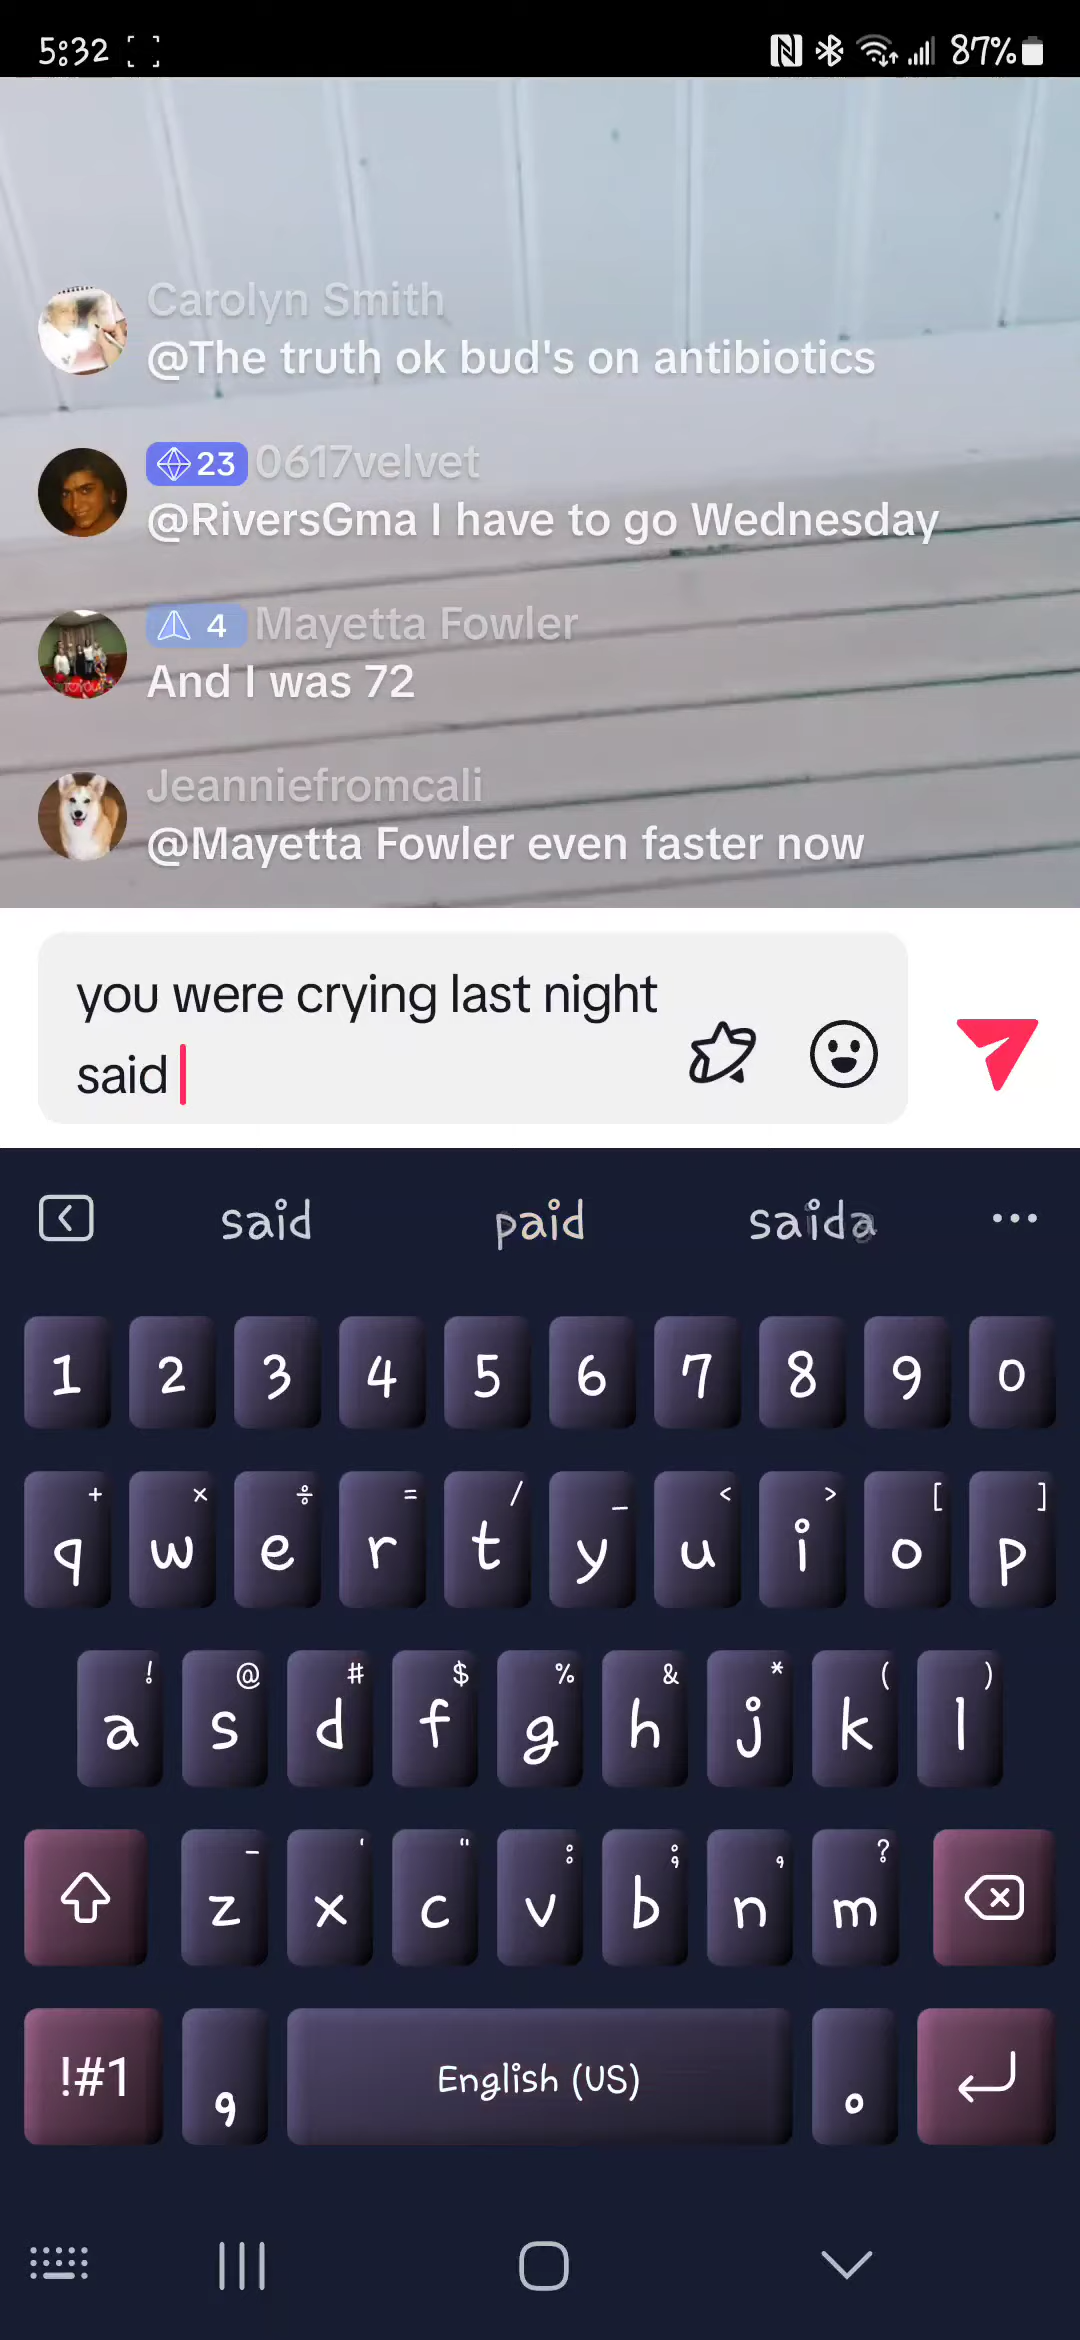 5:32
87%
Carolyn Smith
@The truth ok bud's on antibiotics
23 0617velvet
@RiversGma I have to go Wednesday
4 Mayetta Fowler
And I was 72
Jeanniefromcali
@Mayetta Fowler even faster now
you were crying last night
said
said paid saida
1 2 3 4 5 6 7 8 9 0
+ × ÷ = / _ < > [ ]
q w e r t y u i o p
! @ # $ % & * ( )
a s d f g h j k l
- ' " : ; , ?
z x c v b n m
!#1 , English (US) .